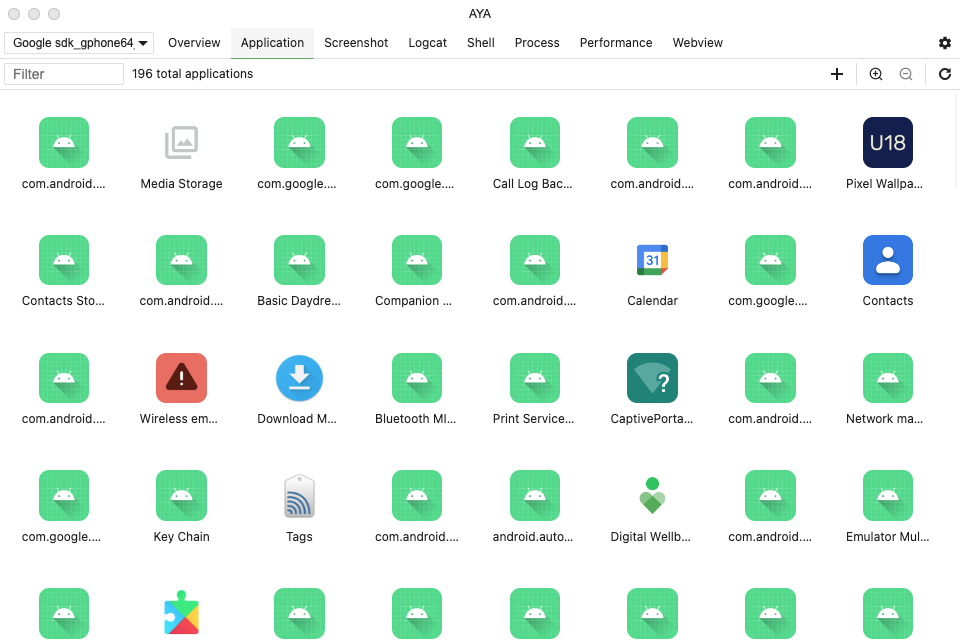 AYA
Google sdk_gphone64_ Overview Application Screenshot Logcat Shell Process Performance Webview
Filter 196 total applications
U18
com.android.... Media Storage com.google.... com.google.... Call Log Bac... com.android.... com.android.... Pixel Wallpa...
31
Contacts Sto... com.android.... Basic Daydre... Companion ... com.android.... Calendar com.google.... Contacts
!
?
com.android.... Wireless em... Download M... Bluetooth MI... Print Service... CaptivePorta... com.android.... Network ma...
com.google.... Key Chain Tags com.android.... android.auto... Digital Wellb... com.android.... Emulator Mul...